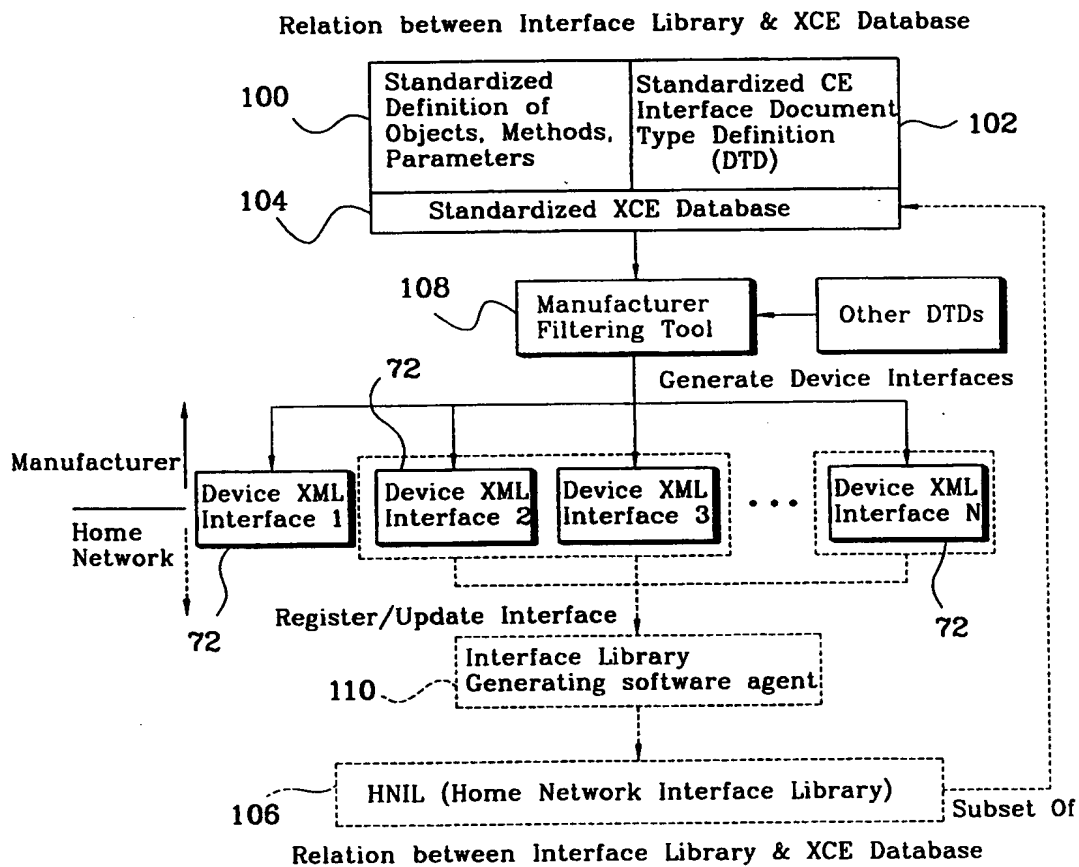 Relation between Interface Library & XCE Database
100
Standardized
Definition of
Objects, Methods,
Parameters
Standardized CE
Interface Document
Type Definition
(DTD)
102
104
Standardized XCE Database
108
Manufacturer
Filtering Tool
Other DTDs
72
Generate Device Interfaces
Manufacturer
Home
Network
Device XML
Interface 1
Device XML
Interface 2
Device XML
Interface 3
• • •
Device XML
Interface N
72
Register/Update Interface
72
110
Interface Library
Generating software agent
106
HNIL (Home Network Interface Library)
Subset Of
Relation between Interface Library & XCE Database